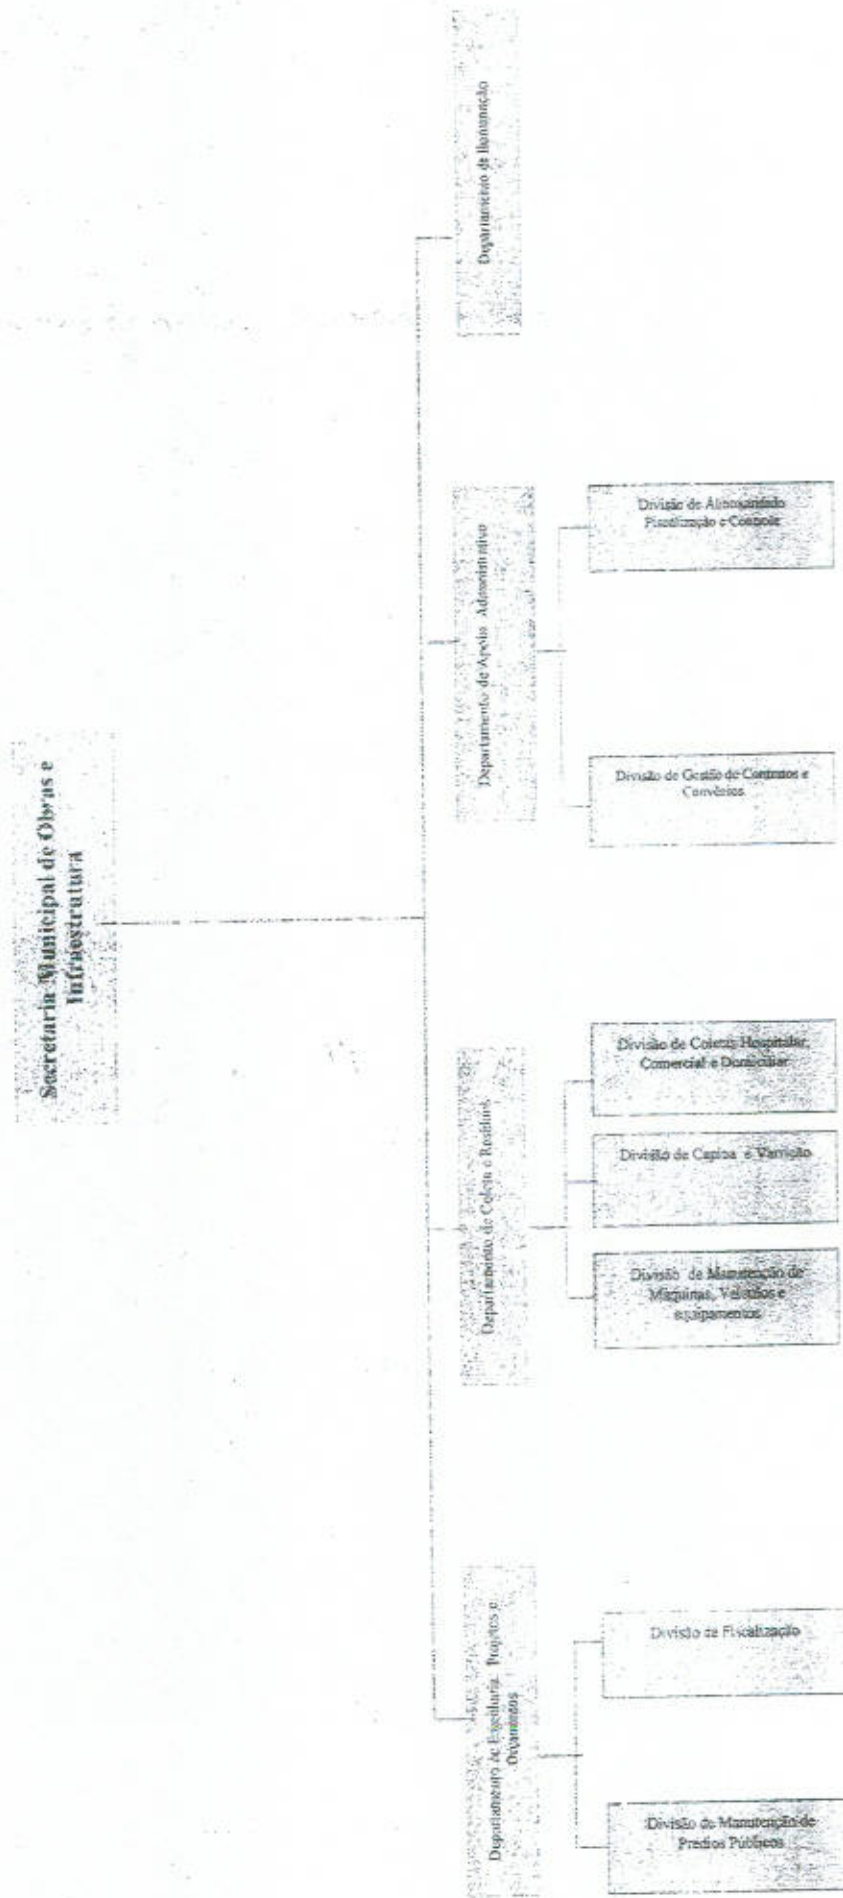 Secretaria Municipal de Obras e
Infraestrutura
Departamento de Engenharia Projetos e
Orçamentos
Departamento de Coleta e Resíduos
Departamento de Apoio Administrativo
Departamento de Iluminação
Divisão de Manutenção de
Predios Públicos
Divisão de Fiscalização
Divisão de Manutenção de
Máquinas, Veículos e
equipamentos
Divisão de Capina e Varrição
Divisão de Coletas Hospitalar,
Comercial e Domiciliar
Divisão de Gestão de Contratos e
Convênios
Divisão de Almoxarifado
Fiscalização e Controle